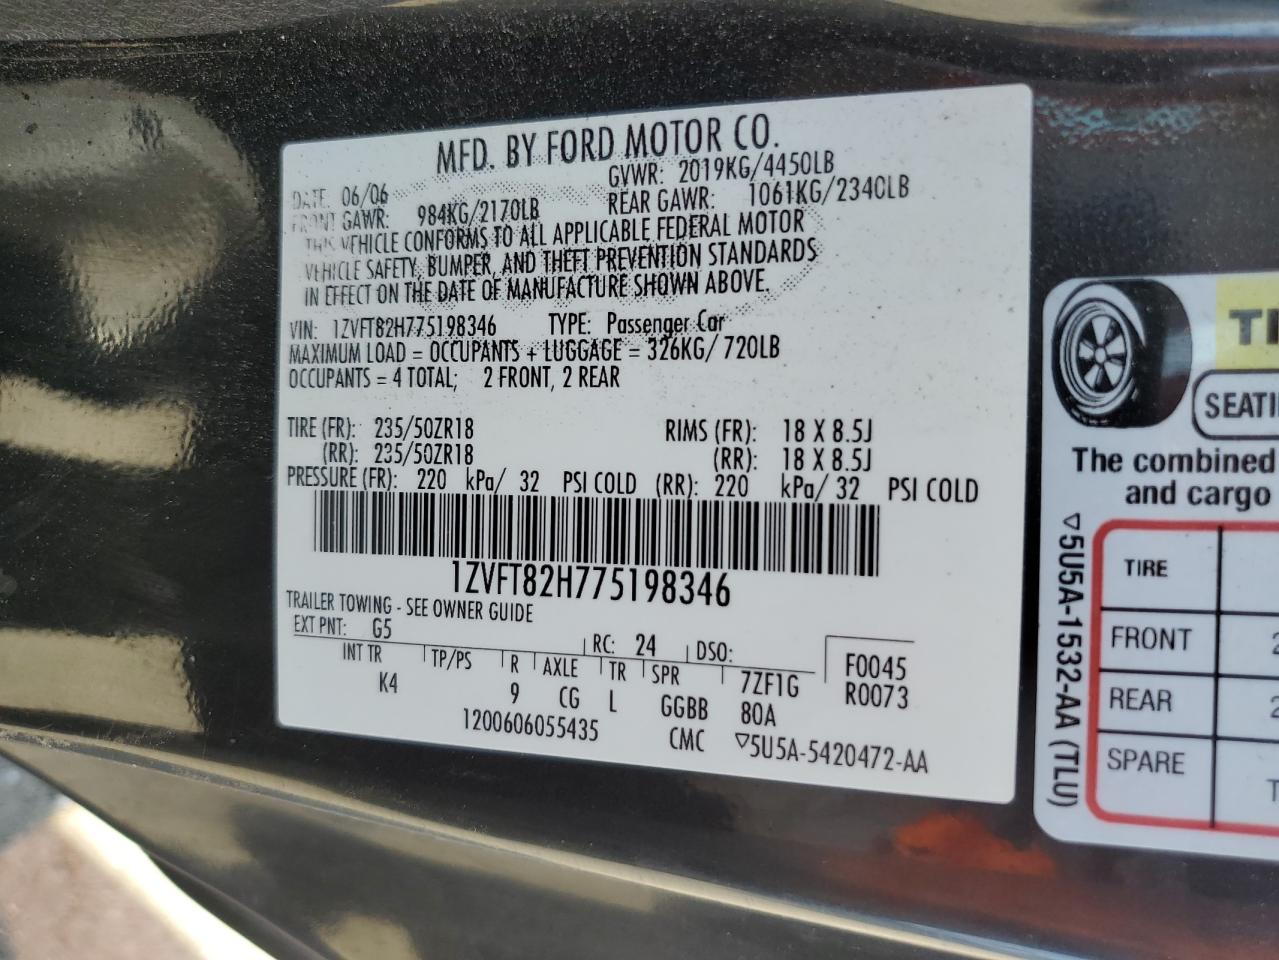 MFD. BY FORD MOTOR CO.
DATE: 06/06 GVWR: 2019KG/4450LB
FRONT GAWR: 984KG/2170LB REAR GAWR: 1061KG/2340LB
THIS VEHICLE CONFORMS TO ALL APPLICABLE FEDERAL MOTOR
VEHICLE SAFETY, BUMPER, AND THEFT PREVENTION STANDARDS
IN EFFECT ON THE DATE OF MANUFACTURE SHOWN ABOVE.
VIN: 1ZVFT82H775198346 TYPE: Passenger Car
MAXIMUM LOAD = OCCUPANTS + LUGGAGE = 326KG/ 720LB
OCCUPANTS = 4 TOTAL; 2 FRONT, 2 REAR
TIRE (FR): 235/50ZR18 RIMS (FR): 18 X 8.5J
(RR): 235/50ZR18 (RR): 18 X 8.5J
PRESSURE (FR): 220 kPa/ 32 PSI COLD (RR): 220 kPa/ 32 PSI COLD
1ZVFT82H775198346
TRAILER TOWING - SEE OWNER GUIDE
EXT PNT: G5 RC: 24 DSO: F0045
INT TR TP/PS R AXLE TR SPR 7ZF1G R0073
K4 9 CG L GGBB 80A
1200606055435 CMC ▽5U5A-5420472-AA
SEATI
The combined
and cargo
TIRE
FRONT 2
REAR 2
SPARE T
▽5U5A-1532-AA (TLU)